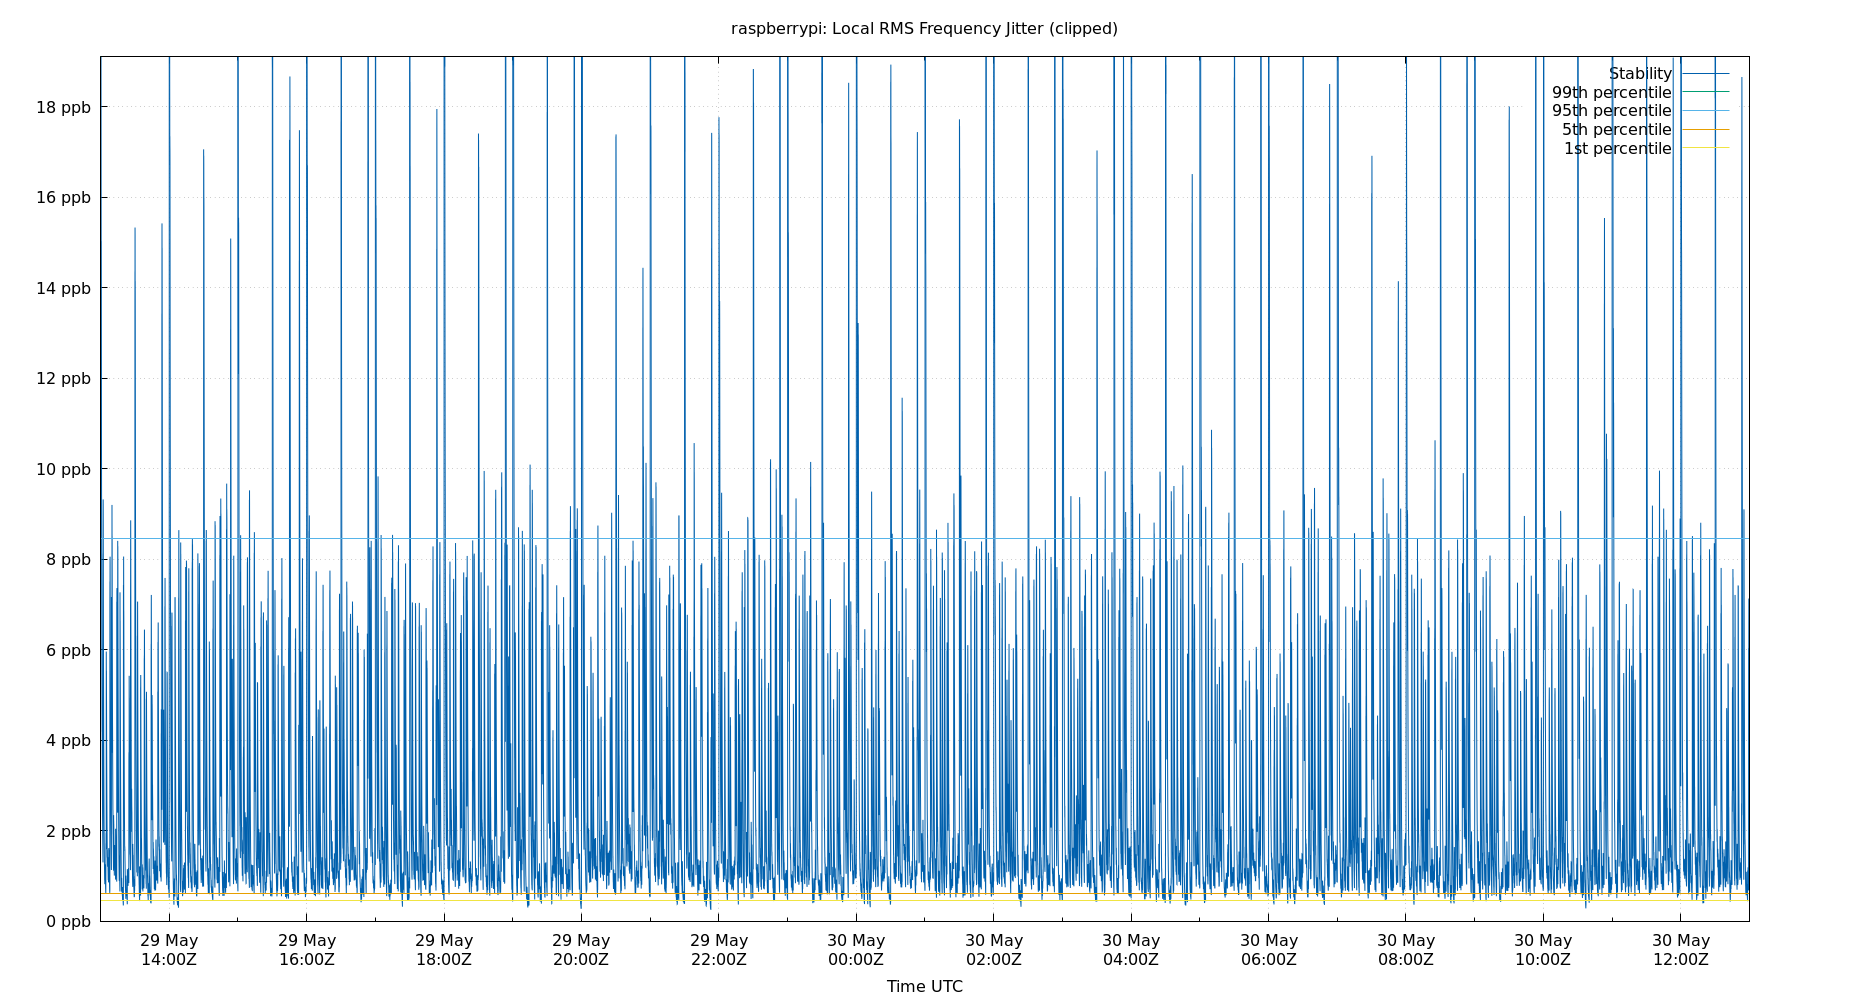 raspberrypi: Local RMS Frequency Jitter (clipped)
Stability
99th percentile
95th percentile
5th percentile
1st percentile
18 ppb
16 ppb
14 ppb
12 ppb
10 ppb
8 ppb
6 ppb
4 ppb
2 ppb
0 ppb
29 May 29 May 29 May 29 May 29 May 30 May 30 May 30 May 30 May 30 May 30 May 30 May
14:00Z 16:00Z 18:00Z 20:00Z 22:00Z 00:00Z 02:00Z 04:00Z 06:00Z 08:00Z 10:00Z 12:00Z
Time UTC